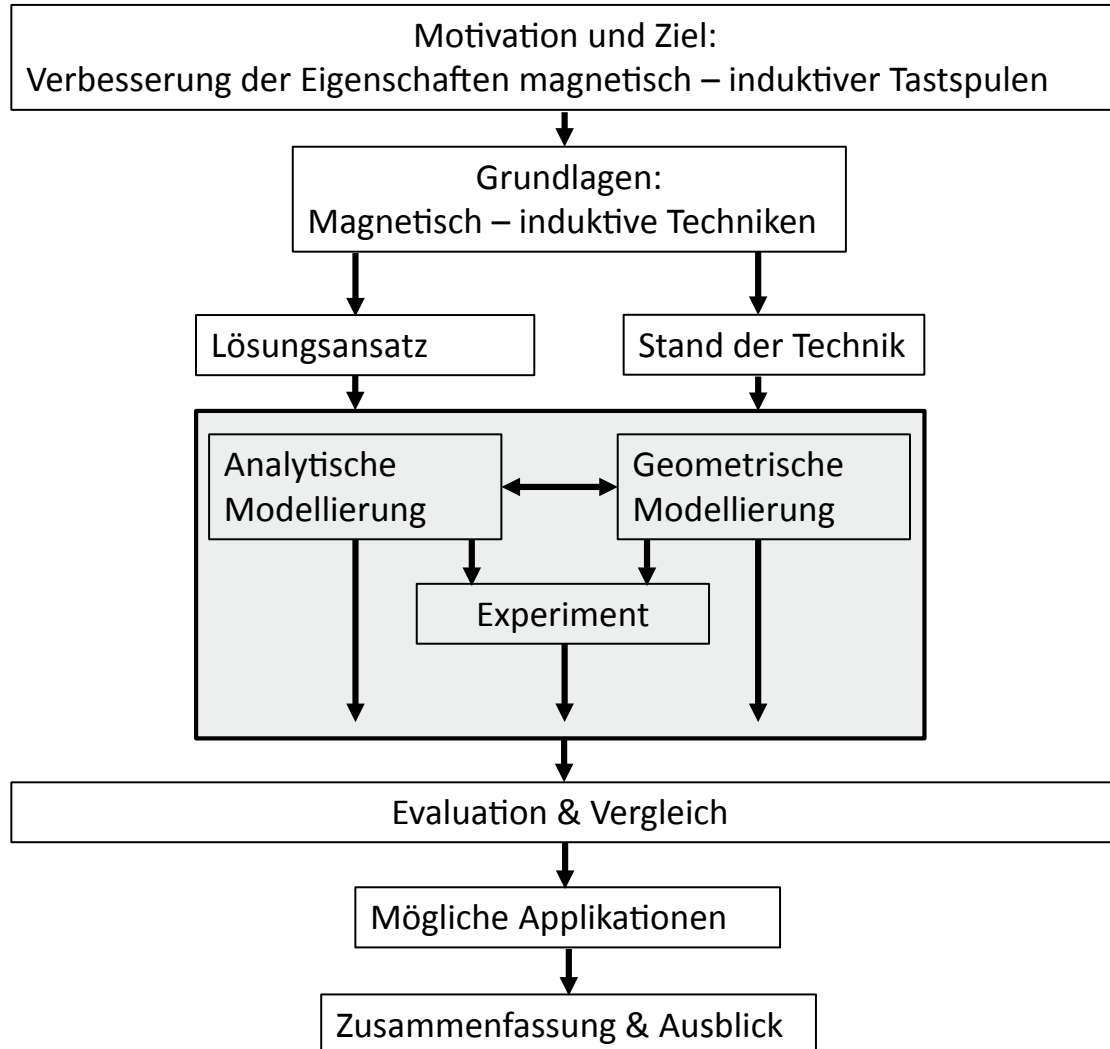 Motivation und Ziel:
Verbesserung der Eigenschaften magnetisch – induktiver Tastspulen
Grundlagen:
Magnetisch – induktive Techniken
Lösungsansatz
Stand der Technik
Analytische
Modellierung
Geometrische
Modellierung
Experiment
Evaluation & Vergleich
Mögliche Applikationen
Zusammenfassung & Ausblick